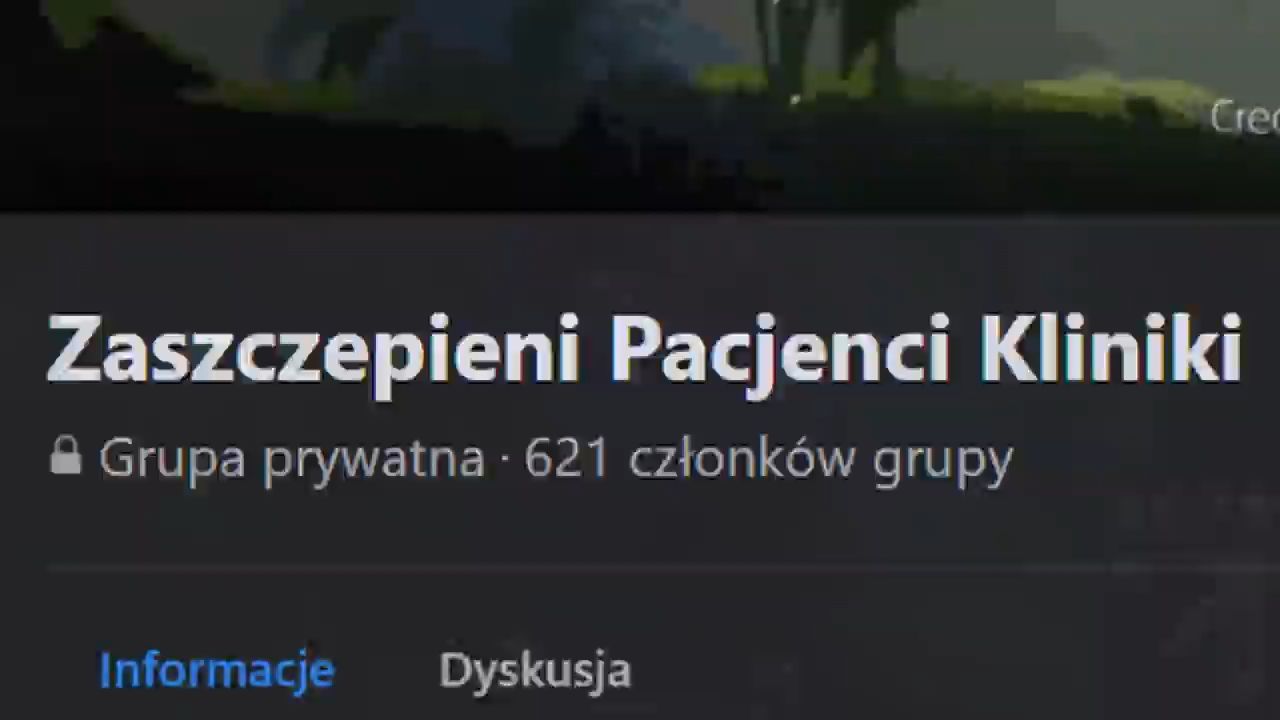 Zaszczepieni Pacjenci Kliniki
Grupa prywatna · 621 członków grupy
Informacje Dyskusja